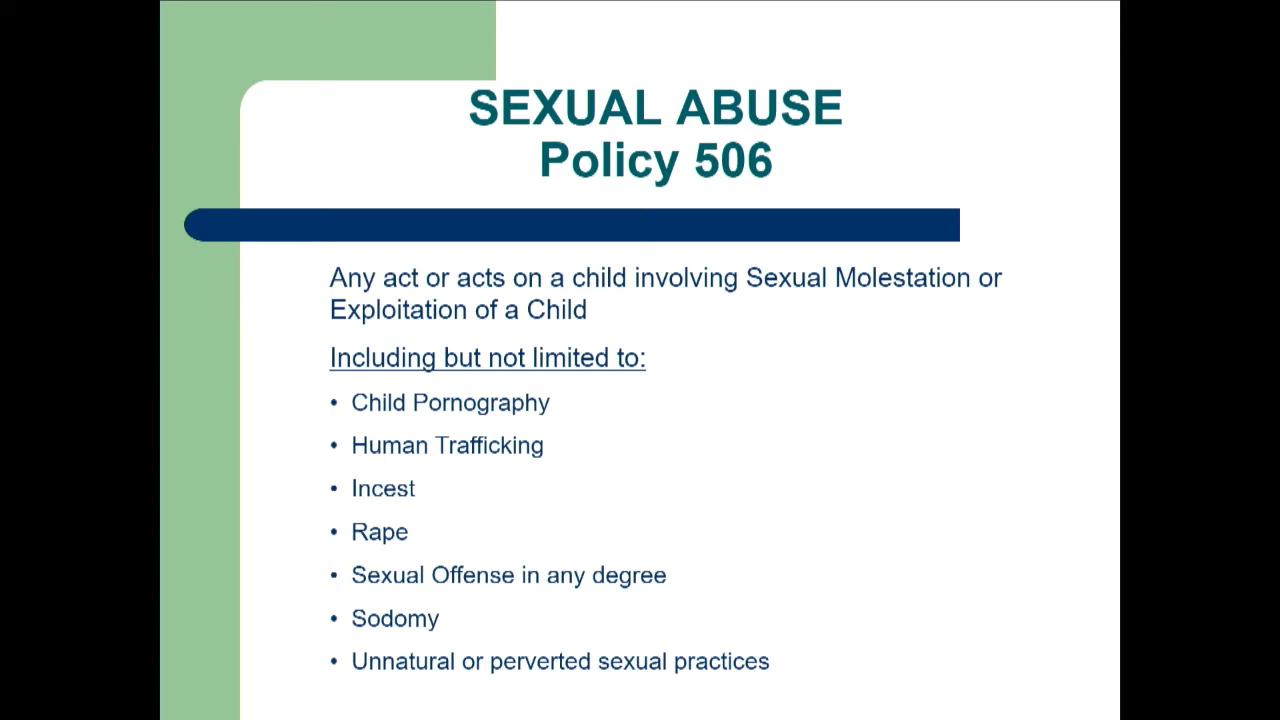 SEXUAL ABUSE
Policy 506
Any act or acts on a child involving Sexual Molestation or
Exploitation of a Child
Including but not limited to:
• Child Pornography
• Human Trafficking
• Incest
• Rape
• Sexual Offense in any degree
• Sodomy
• Unnatural or perverted sexual practices